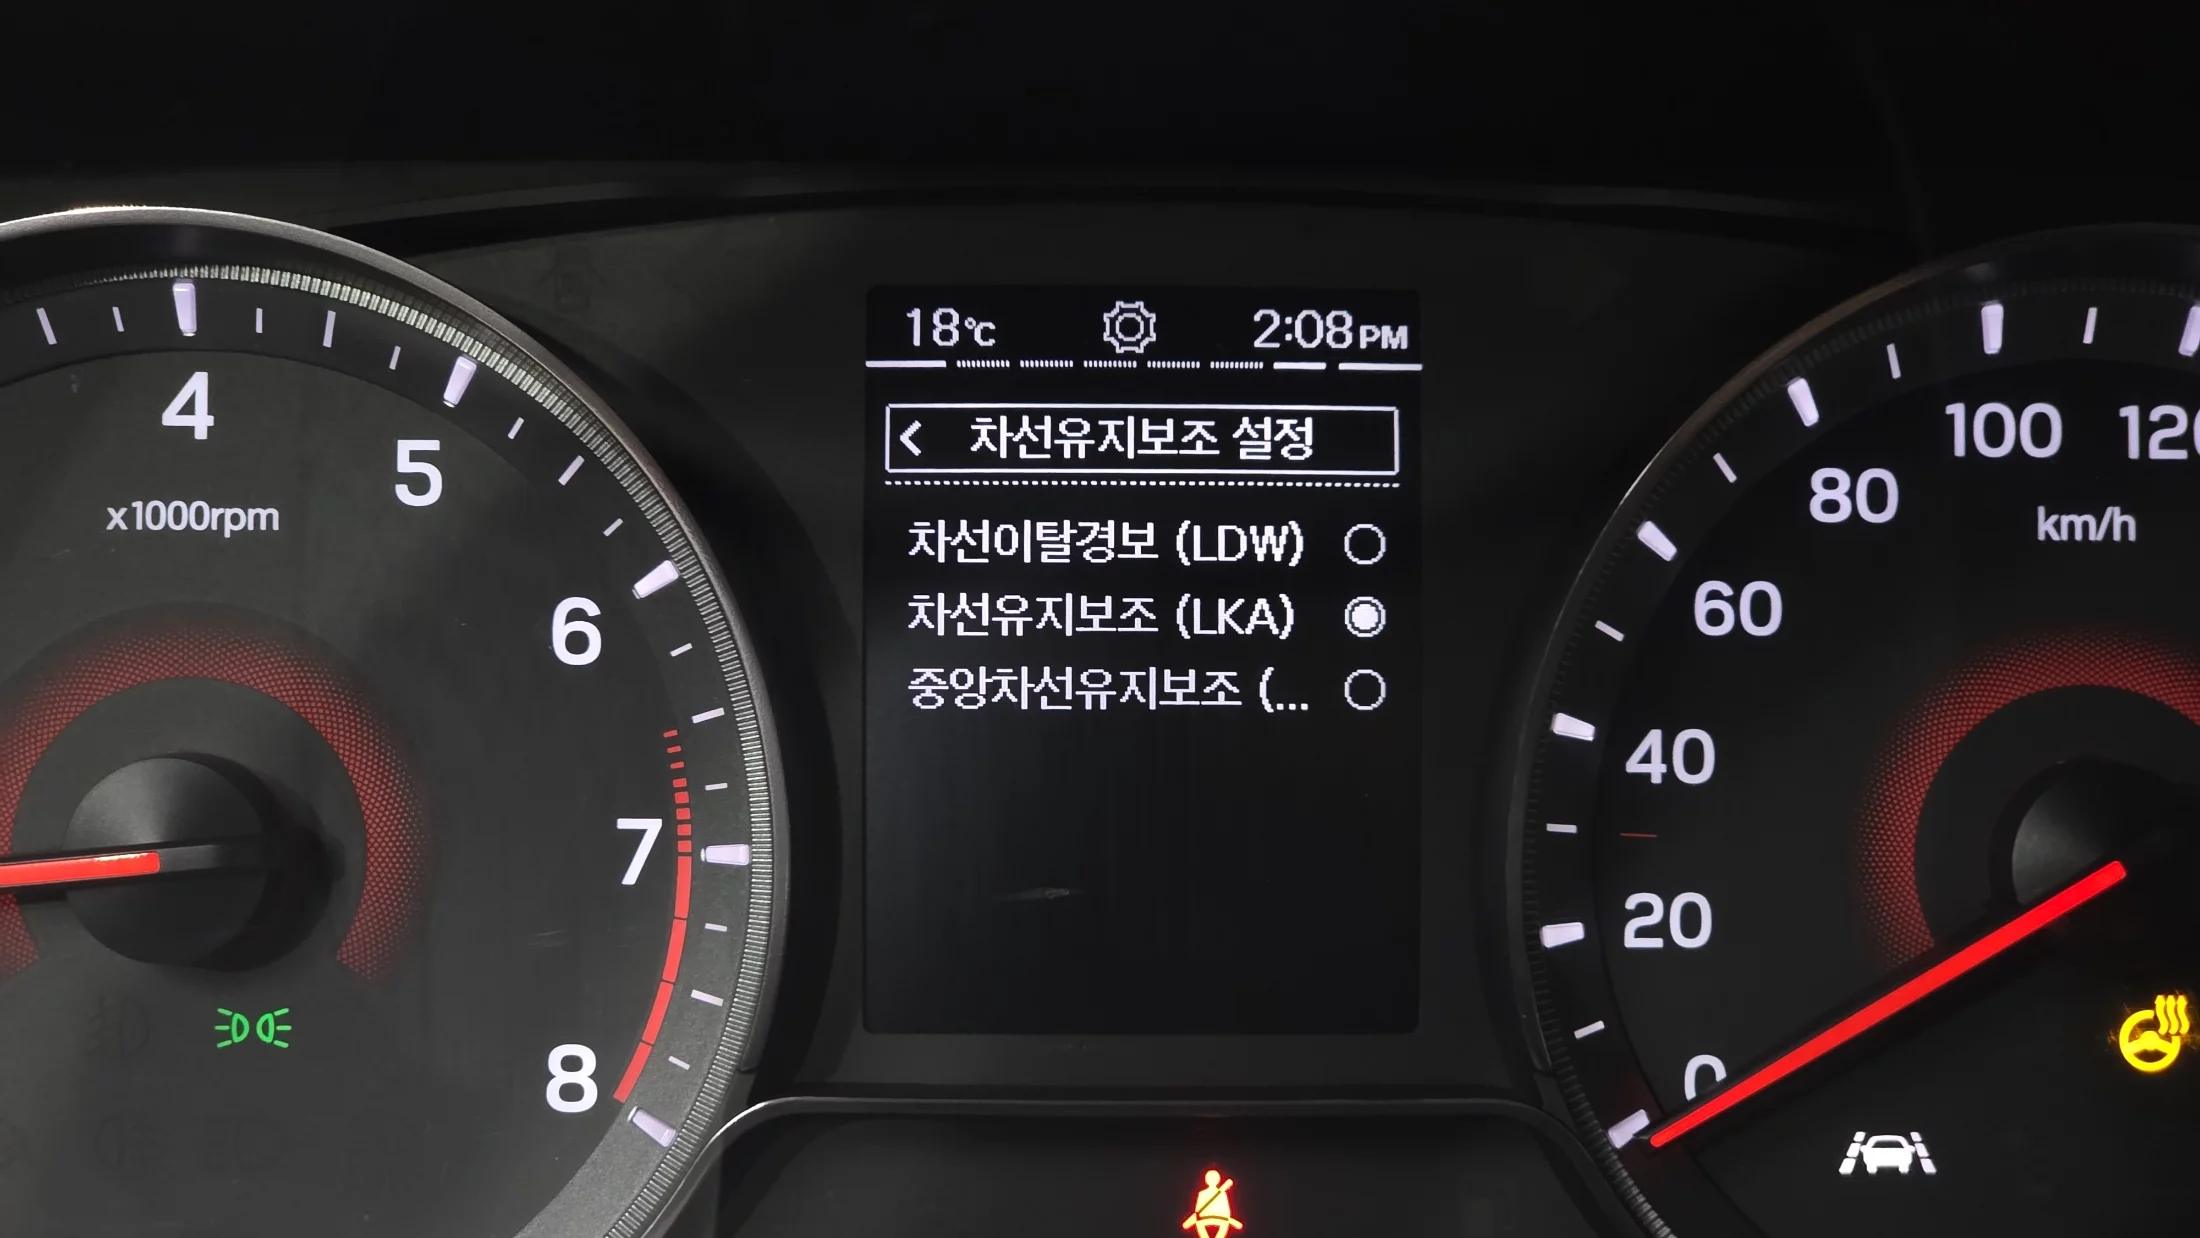 18℃ 2:08PM
차선유지보조 설정
차선이탈경보 (LDW)
차선유지보조 (LKA)
중앙차선유지보조 (...
4
5
6
7
8
x1000rpm
0
20
40
60
80
100
120
km/h